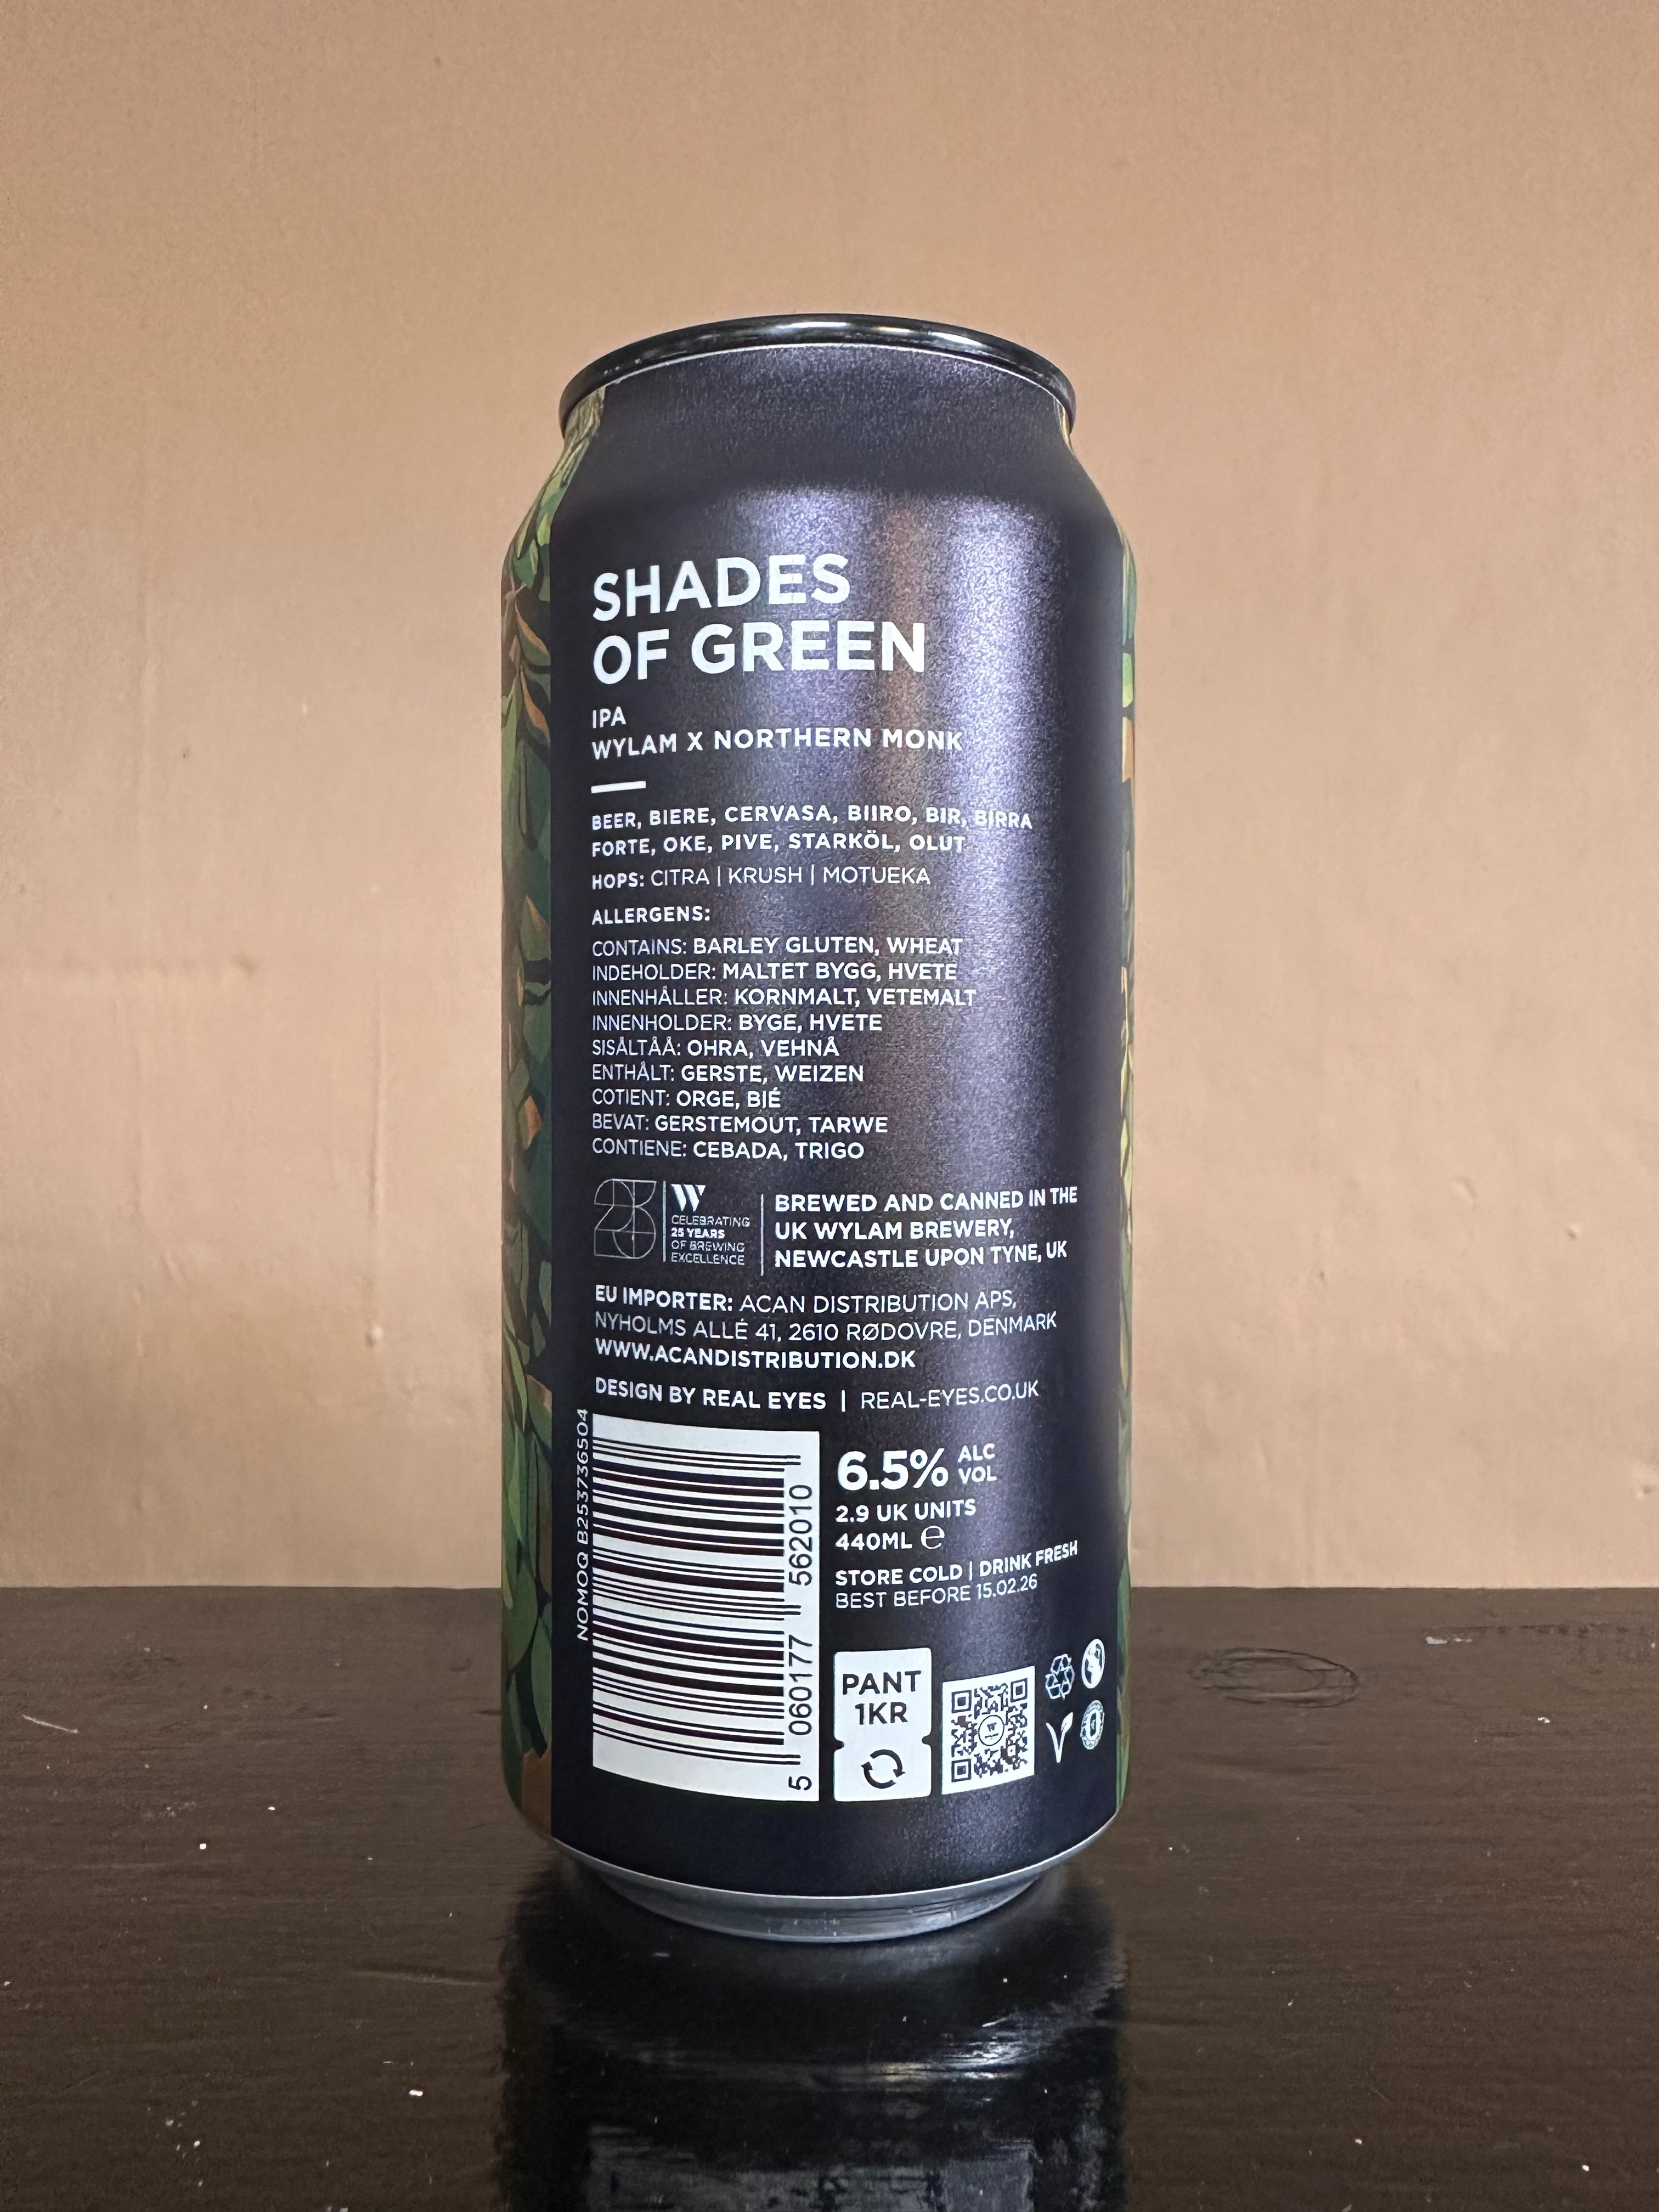 SHADES
OF GREEN
IPA
WYLAM X NORTHERN MONK
BEER, BIERE, CERVASA, BIIRO, BIR, BIRRA
FORTE, OKE, PIVE, STARKÖL, OLUT
HOPS: CITRA | KRUSH | MOTUEKA
ALLERGENS:
CONTAINS: BARLEY GLUTEN, WHEAT
INDEHOLDER: MALTET BYGG, HVETE
INNENHÅLLER: KORNMALT, VETEMALT
INNENHOLDER: BYGE, HVETE
SISÅLTÅÅ: OHRA, VEHNÅ
ENTHÅLT: GERSTE, WEIZEN
COTIENT: ORGE, BIÉ
BEVAT: GERSTEMOUT, TARWE
CONTIENE: CEBADA, TRIGO
25
W
CELEBRATING
25 YEARS
OF BREWING
EXCELLENCE
BREWED AND CANNED IN THE
UK WYLAM BREWERY,
NEWCASTLE UPON TYNE, UK
EU IMPORTER: ACAN DISTRIBUTION APS,
NYHOLMS ALLÉ 41, 2610 RØDOVRE, DENMARK
WWW.ACANDISTRIBUTION.DK
DESIGN BY REAL EYES | REAL-EYES.CO.UK
NOMOQ B253736504
5 060177 562010
6.5% ALC
VOL
2.9 UK UNITS
440ML ℮
STORE COLD | DRINK FRESH
BEST BEFORE 15.02.26
PANT
1KR